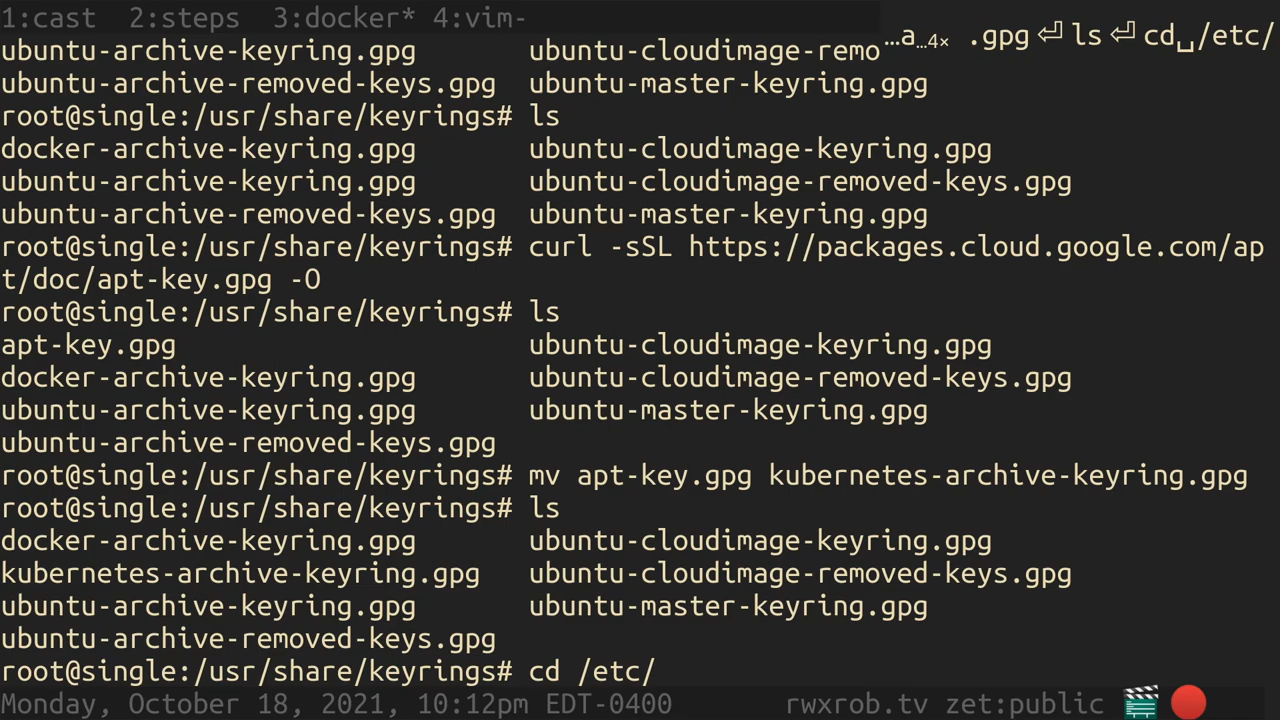 1:cast  2:steps  3:docker* 4:vim-
…a…4× .gpg⏎ls⏎cd␣/etc/
ubuntu-archive-keyring.gpg       ubuntu-cloudimage-remo
ubuntu-archive-removed-keys.gpg  ubuntu-master-keyring.gpg
root@single:/usr/share/keyrings# ls
docker-archive-keyring.gpg       ubuntu-cloudimage-keyring.gpg
ubuntu-archive-keyring.gpg       ubuntu-cloudimage-removed-keys.gpg
ubuntu-archive-removed-keys.gpg  ubuntu-master-keyring.gpg
root@single:/usr/share/keyrings# curl -sSL https://packages.cloud.google.com/ap
t/doc/apt-key.gpg -O
root@single:/usr/share/keyrings# ls
apt-key.gpg                      ubuntu-cloudimage-keyring.gpg
docker-archive-keyring.gpg       ubuntu-cloudimage-removed-keys.gpg
ubuntu-archive-keyring.gpg       ubuntu-master-keyring.gpg
ubuntu-archive-removed-keys.gpg
root@single:/usr/share/keyrings# mv apt-key.gpg kubernetes-archive-keyring.gpg
root@single:/usr/share/keyrings# ls
docker-archive-keyring.gpg       ubuntu-cloudimage-keyring.gpg
kubernetes-archive-keyring.gpg   ubuntu-cloudimage-removed-keys.gpg
ubuntu-archive-keyring.gpg       ubuntu-master-keyring.gpg
ubuntu-archive-removed-keys.gpg
root@single:/usr/share/keyrings# cd /etc/
Monday, October 18, 2021, 10:12pm EDT-0400       rwxrob.tv zet:public 🎬 🔴